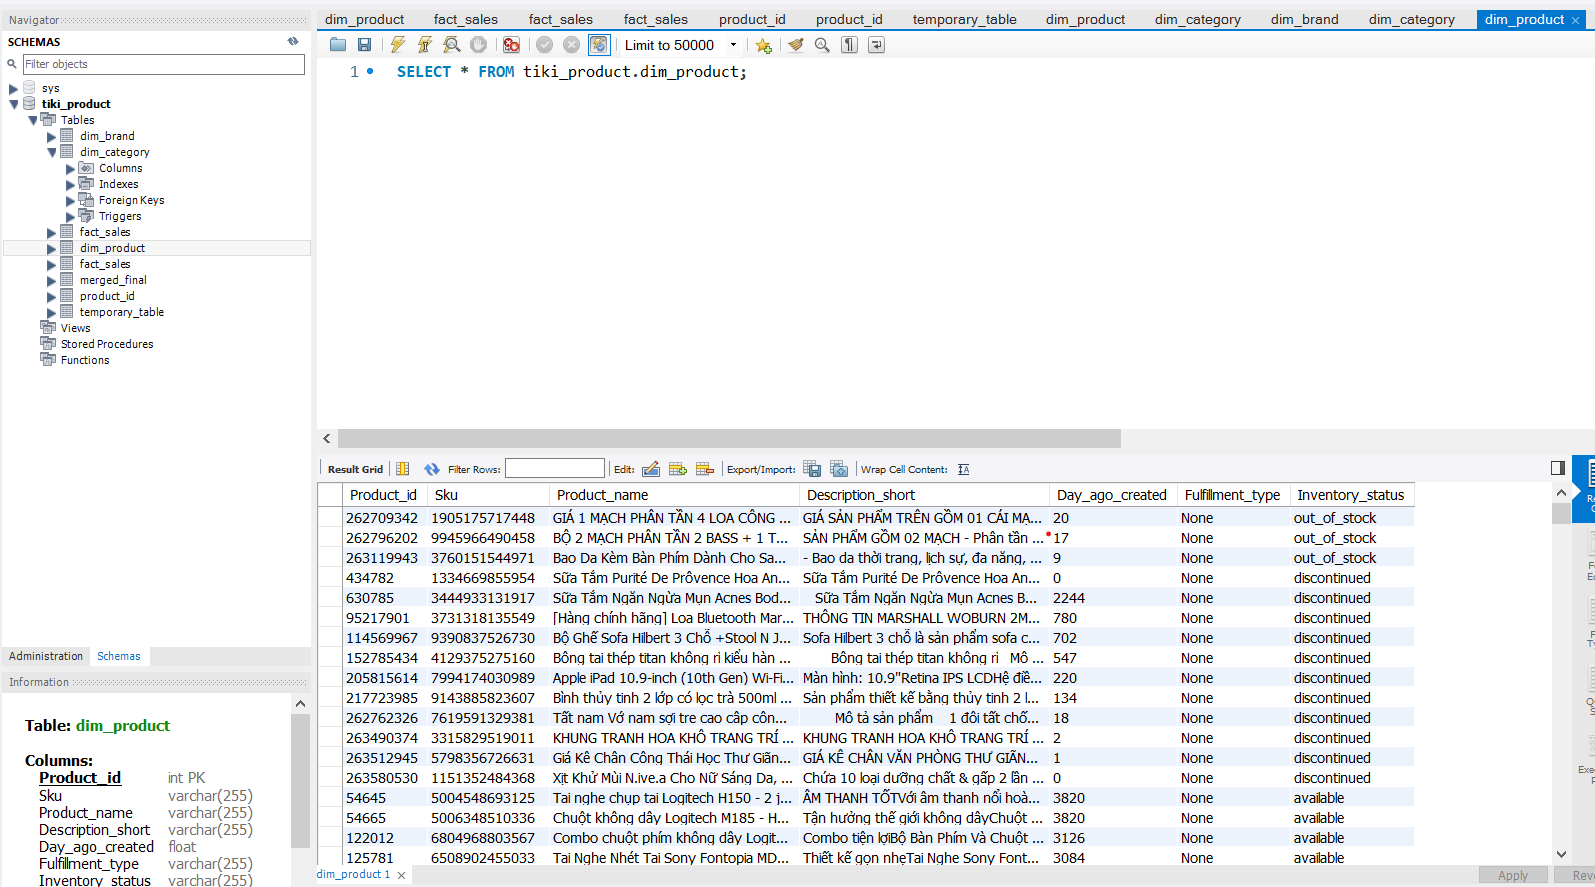 Navigator
SCHEMAS
Filter objects
sys
tiki_product
Tables
dim_brand
dim_category
Columns
Indexes
Foreign Keys
Triggers
fact_sales
dim_product
fact_sales
merged_final
product_id
temporary_table
Views
Stored Procedures
Functions
Administration Schemas
Information
Table: dim_product
Columns:
Product_id int PK
Sku varchar(255)
Product_name varchar(255)
Description_short varchar(255)
Day_ago_created float
Fulfillment_type varchar(255)
Inventory_status varchar(255)
dim_product fact_sales fact_sales fact_sales product_id product_id temporary_table dim_product dim_category dim_brand dim_category dim_product
Limit to 50000
1 SELECT * FROM tiki_product.dim_product;
Result Grid Filter Rows: Edit: Export/Import: Wrap Cell Content:
Product_id Sku Product_name Description_short Day_ago_created Fulfillment_type Inventory_status
262709342 1905175717448 GIÁ 1 MẠCH PHÂN TẦN 4 LOA CÔNG ... GIÁ SẢN PHẨM TRÊN GỒM 01 CÁI MẠ... 20 None out_of_stock
262796202 9945966490458 BỘ 2 MẠCH PHÂN TẦN 2 BASS + 1 T... SẢN PHẨM GỒM 02 MẠCH - Phân tần ... 17 None out_of_stock
263119943 3760151544971 Bao Da Kèm Bàn Phím Dành Cho Sa... - Bao da thời trang, lịch sự, đa năng, ... 9 None out_of_stock
434782 1334669855954 Sữa Tắm Purité De Prôvence Hoa An... Sữa Tắm Purité De Prôvence Hoa An... 0 None discontinued
630785 3444933131917 Sữa Tắm Ngăn Ngừa Mụn Acnes Bod... Sữa Tắm Ngăn Ngừa Mụn Acnes B... 2244 None discontinued
95217901 3731318135549 [Hàng chính hãng] Loa Bluetooth Mar... THÔNG TIN MARSHALL WOBURN 2M... 780 None discontinued
114569967 9390837526730 Bộ Ghế Sofa Hilbert 3 Chỗ +Stool N J... Sofa Hilbert 3 chỗ là sản phẩm sofa c... 702 None discontinued
152785434 4129375275160 Bông tai thép titan không rỉ kiểu hàn ... Bông tai thép titan không rỉ Mô ... 547 None discontinued
205815614 7994174030989 Apple iPad 10.9-inch (10th Gen) Wi-Fi... Màn hình: 10.9"Retina IPS LCDHệ điề... 220 None discontinued
217723985 9143885823607 Bình thủy tinh 2 lớp có lọc trà 500ml ... Sản phẩm thiết kế bằng thủy tinh 2 l... 134 None discontinued
262762326 7619591329381 Tất nam Vớ nam sợi tre cao cấp côn... Mô tả sản phẩm 1 đôi tất chố... 18 None discontinued
263490374 3315829519011 KHUNG TRANH HOA KHÔ TRANG TRÍ ... KHUNG TRANH HOA KHÔ TRANG TRÍ ... 2 None discontinued
263512945 5798356726631 Giá Kê Chân Công Thái Học Thư Giãn... GIÁ KÊ CHÂN VĂN PHÒNG THƯ GIÃN... 1 None discontinued
263580530 1151352484368 Xịt Khử Mùi N.ive.a Cho Nữ Sáng Da, ... Chứa 10 loại dưỡng chất & gấp 2 lần ... 0 None discontinued
54645 5004548693125 Tai nghe chụp tai Logitech H150 - 2 j... ÂM THANH TỐTVới âm thanh nổi hoà... 3820 None available
54665 5006348510336 Chuột không dây Logitech M185 - H... Tận hưởng thế giới không dâyChuột ... 3820 None available
122012 6804968803567 Combo chuột phím không dây Logit... Combo tiện lợiBộ Bàn Phím Và Chuột ... 3126 None available
125781 6508902455033 Tai Nghe Nhét Tai Sony Fontopia MD... Thiết kế gọn nhẹTai Nghe Sony Font... 3084 None available
dim_product 1
Apply